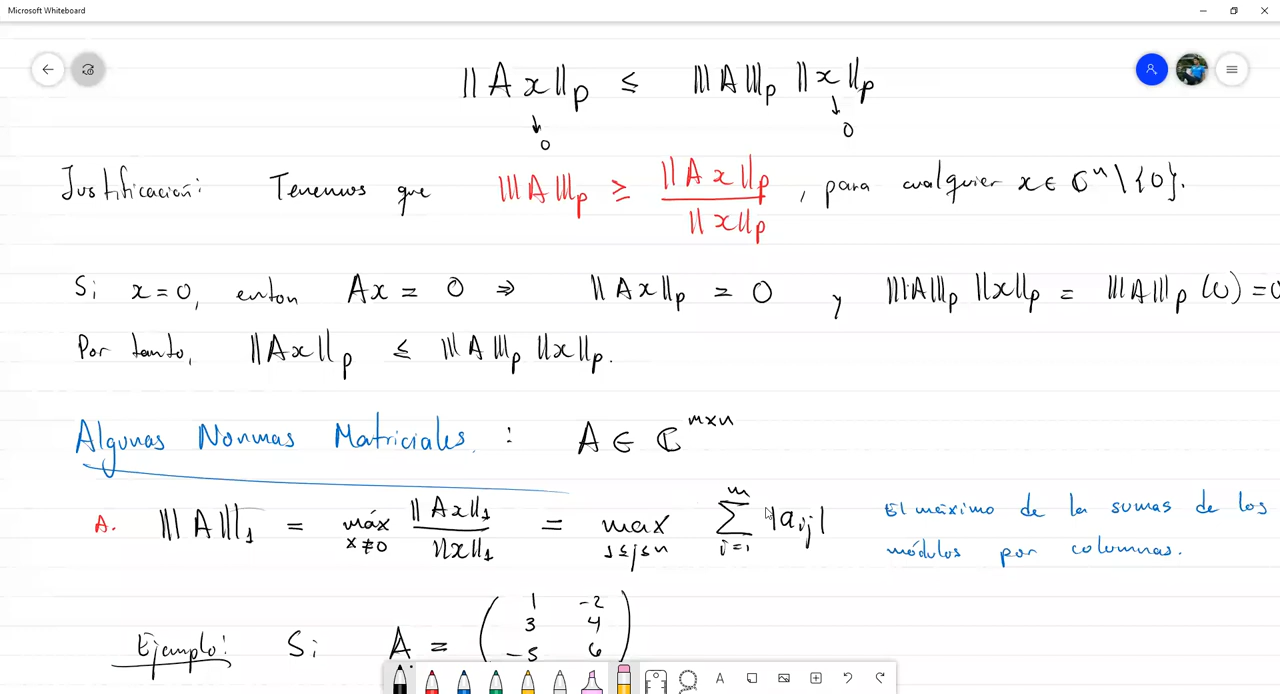 Microsoft Whiteboard
||Ax||p ≤ |||A|||p ||x||p
↓ 0 ↓ 0
Justificación: Tenemos que |||A|||p ≥ ||Ax||p / ||x||p , para cualquier x ∈ ℂ^n \ {0}.
Si x=0, enton Ax = 0 ⇒ ||Ax||p = 0 y |||A|||p ||x||p = |||A|||p (0) = 0
Por tanto, ||Ax||p ≤ |||A|||p ||x||p.
Algunas Normas Matriciales : A ∈ ℂ^{m×n}
A. |||A|||₁ = máx x≠0 ||Ax||₁ / ||x||₁ = max 1≤j≤n ∑ i=1 m |aij| El máximo de la sumas de los
módulos por columnas.
Ejemplo: Si A = ( 1 -2
3 4
-5 6 )
A